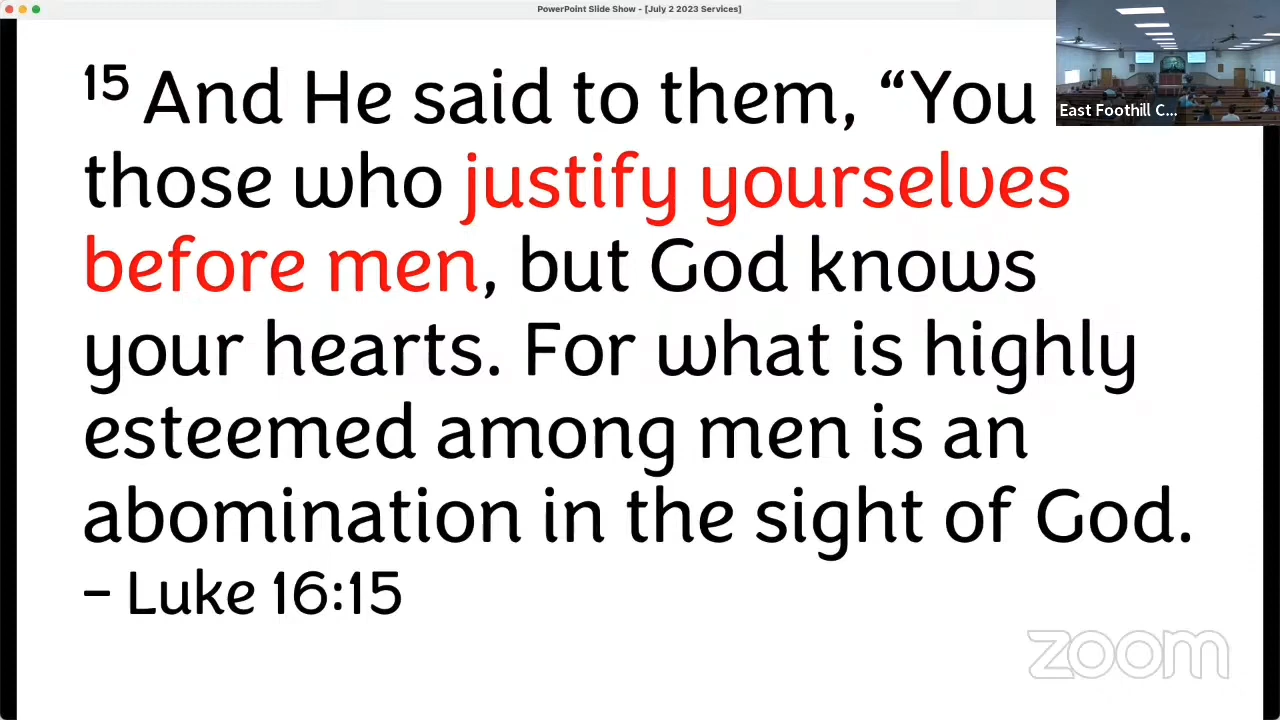 PowerPoint Slide Show - [July 2 2023 Services]
East Foothill C...
15 And He said to them, “You
those who justify yourselves
before men, but God knows
your hearts. For what is highly
esteemed among men is an
abomination in the sight of God.
– Luke 16:15
zoom